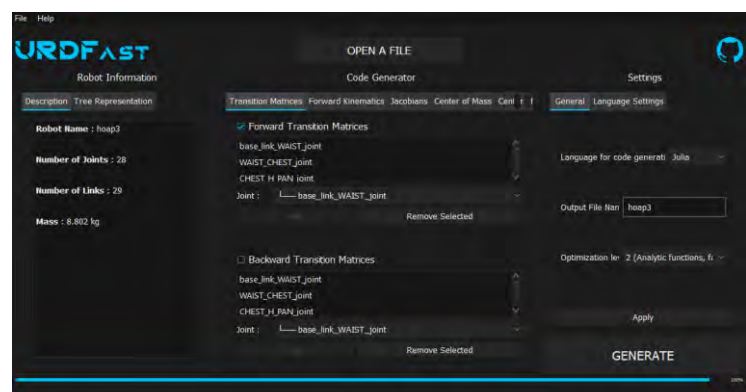 File Help
URDFAST
OPEN A FILE
Robot Information
Code Generator
Settings
Description Tree Representation
Transition Matrices Forward Kinematics Jacobians Center of Mass
General Language Settings
Robot Name : hoap3
Number of Joints : 28
Number of Links : 29
Mass : 8.802 kg
Forward Transition Matrices
base_link_WAIST_joint
WAIST_CHEST_joint
CHEST_H_PAN_joint
Joint : base_link_WAIST_joint
Remove Selected
Backward Transition Matrices
base_link_WAIST_joint
WAIST_CHEST_joint
CHEST_H_PAN_joint
Joint : base_link_WAIST_joint
Remove Selected
Language for code generati Julia
Output File Nan hoap3
Optimization le 2 (Analytic functions, f
Apply
GENERATE